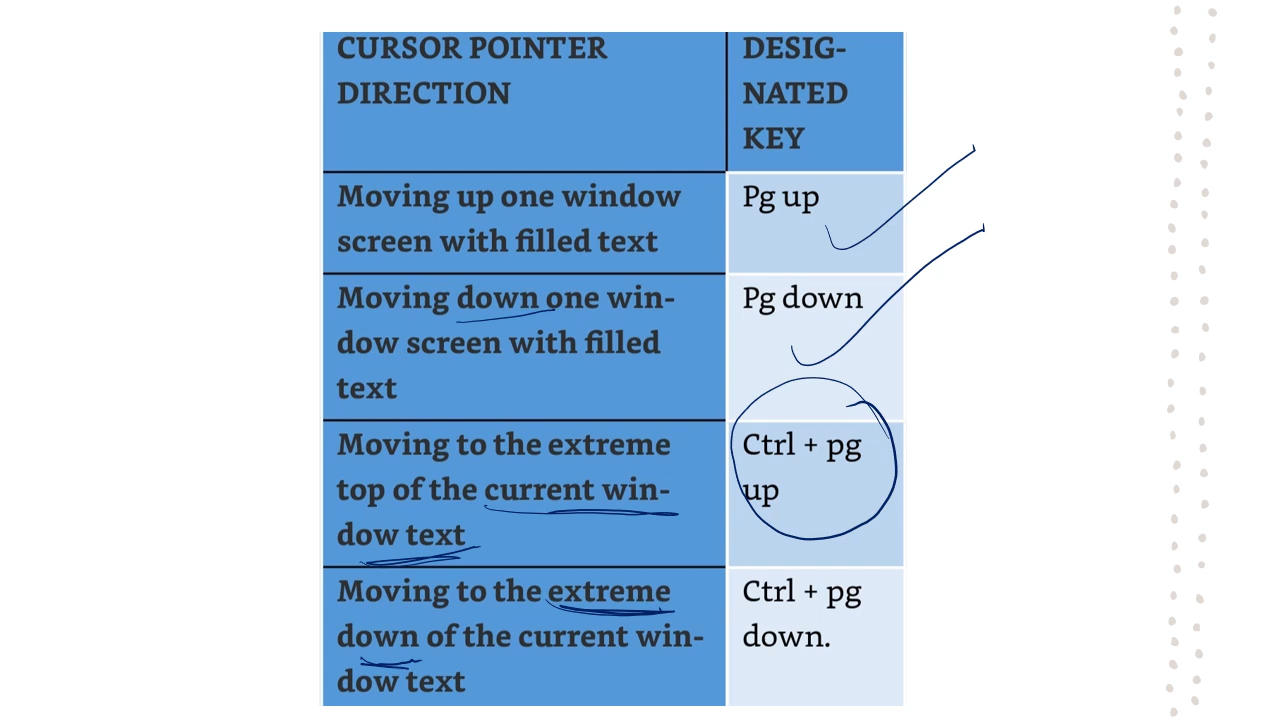 CURSOR POINTER
DIRECTION
DESIG-
NATED
KEY
Moving up one window
screen with filled text
Pg up
Moving down one win-
dow screen with filled
text
Pg down
Moving to the extreme
top of the current win-
dow text
Ctrl + pg
up
Moving to the extreme
down of the current win-
dow text
Ctrl + pg
down.